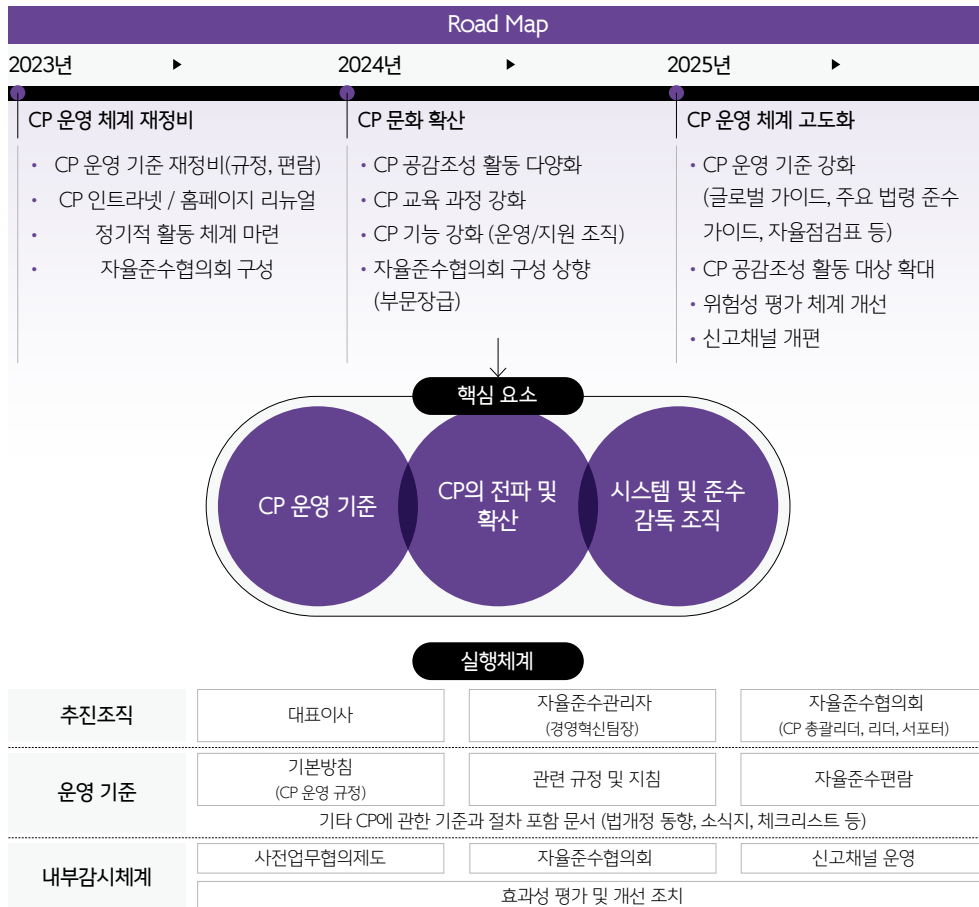 Road Map
2023년 ▶ 2024년 ▶ 2025년 ▶
CP 운영 체계 재정비
• CP 운영 기준 재정비(규정, 편람)
• CP 인트라넷 / 홈페이지 리뉴얼
• 정기적 활동 체계 마련
• 자율준수협의회 구성
CP 문화 확산
• CP 공감조성 활동 다양화
• CP 교육 과정 강화
• CP 기능 강화 (운영/지원 조직)
• 자율준수협의회 구성 상향
(부문장급)
CP 운영 체계 고도화
• CP 운영 기준 강화
(글로벌 가이드, 주요 법령 준수
가이드, 자율점검표 등)
• CP 공감조성 활동 대상 확대
• 위험성 평가 체계 개선
• 신고채널 개편
핵심 요소
CP 운영 기준
CP의 전파 및
확산
시스템 및 준수
감독 조직
실행체계
추진조직
대표이사
자율준수관리자
(경영혁신팀장)
자율준수협의회
(CP 총괄리더, 리더, 서포터)
운영 기준
기본방침
(CP 운영 규정)
관련 규정 및 지침
자율준수편람
기타 CP에 관한 기준과 절차 포함 문서 (법개정 동향, 소식지, 체크리스트 등)
내부감시체계
사전업무협의제도
자율준수협의회
신고채널 운영
효과성 평가 및 개선 조치